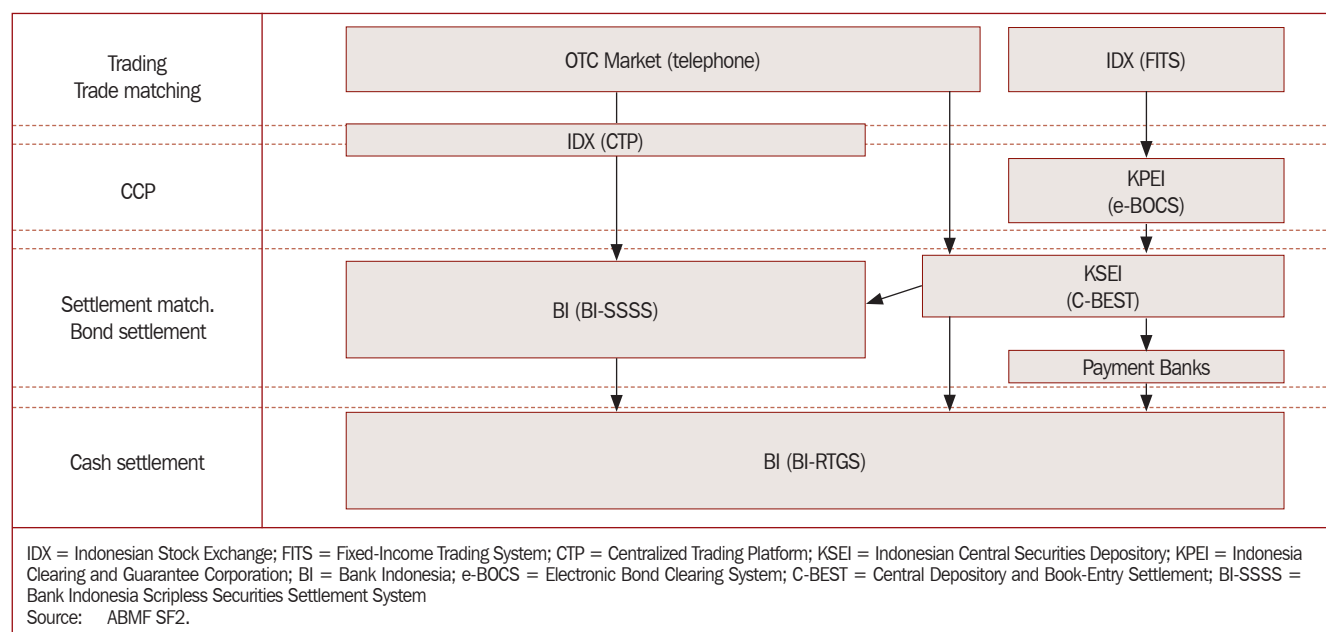 Trading
Trade matching
OTC Market (telephone)
IDX (FITS)
IDX (CTP)
CCP
KPEI
(e-BOCS)
Settlement match.
Bond settlement
BI (BI-SSSS)
KSEI
(C-BEST)
Payment Banks
Cash settlement
BI (BI-RTGS)
IDX = Indonesian Stock Exchange; FITS = Fixed-Income Trading System; CTP = Centralized Trading Platform; KSEI = Indonesian Central Securities Depository; KPEI = Indonesia
Clearing and Guarantee Corporation; BI = Bank Indonesia; e-BOCS = Electronic Bond Clearing System; C-BEST = Central Depository and Book-Entry Settlement; BI-SSSS =
Bank Indonesia Scripless Securities Settlement System
Source: ABMF SF2.